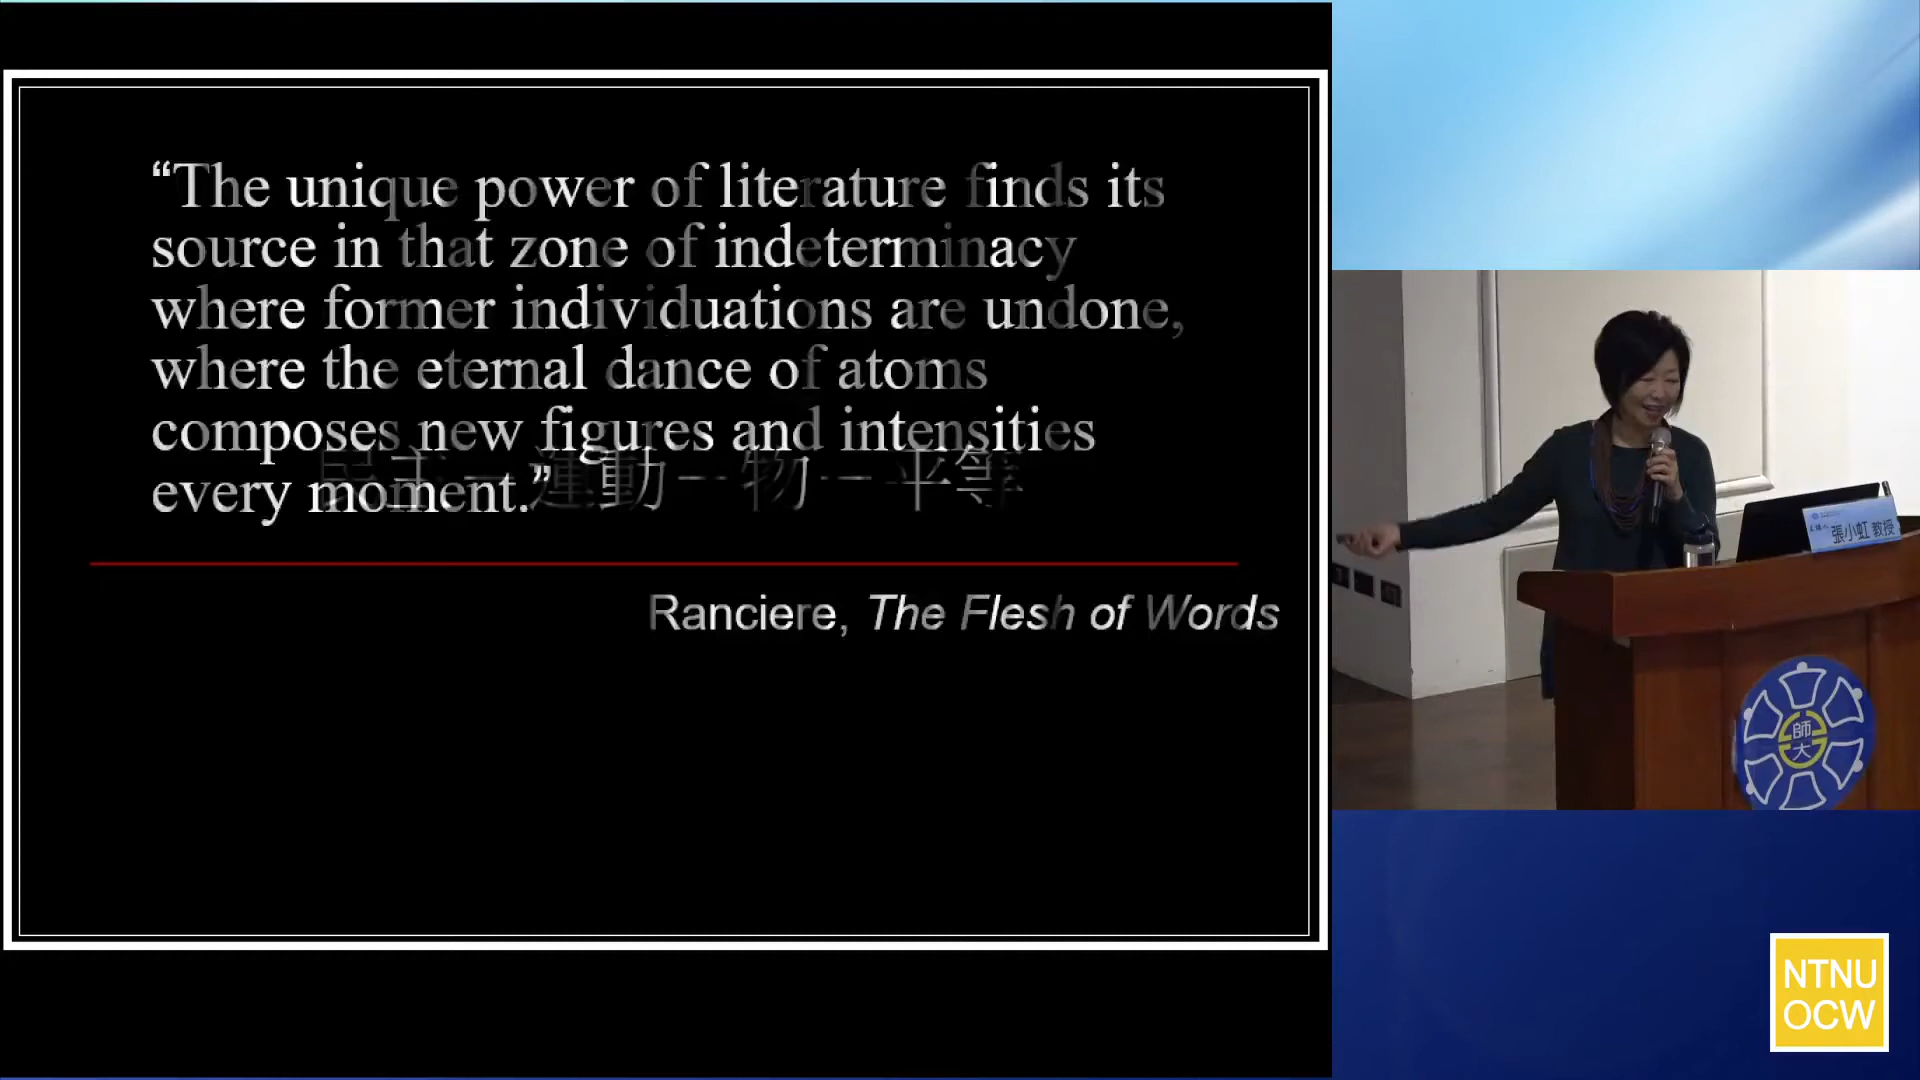 “The unique power of literature finds its
source in that zone of indeterminacy
where former individuations are undone,
where the eternal dance of atoms
composes new figures and intensities
every moment.”
民主－運動－物－平等
Ranciere, The Flesh of Words
張小虹 教授
師
大
NTNU
OCW